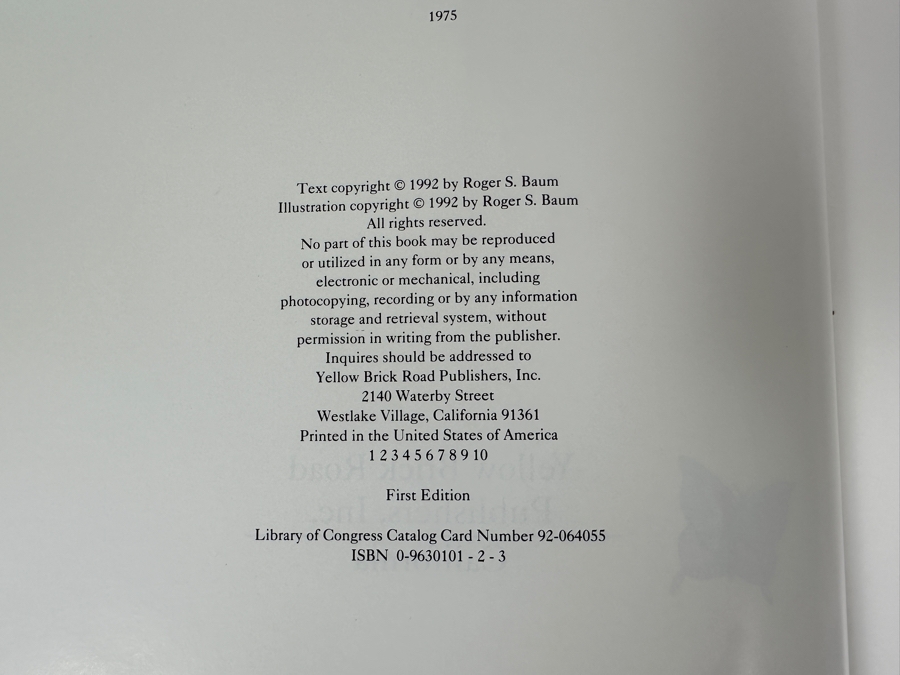 1975
Text copyright © 1992 by Roger S. Baum
Illustration copyright © 1992 by Roger S. Baum
All rights reserved.
No part of this book may be reproduced
or utilized in any form or by any means,
electronic or mechanical, including
photocopying, recording or by any information
storage and retrieval system, without
permission in writing from the publisher.
Inquires should be addressed to
Yellow Brick Road Publishers, Inc.
2140 Waterby Street
Westlake Village, California 91361
Printed in the United States of America
1 2 3 4 5 6 7 8 9 10
First Edition
Library of Congress Catalog Card Number 92-064055
ISBN 0-9630101 - 2 - 3